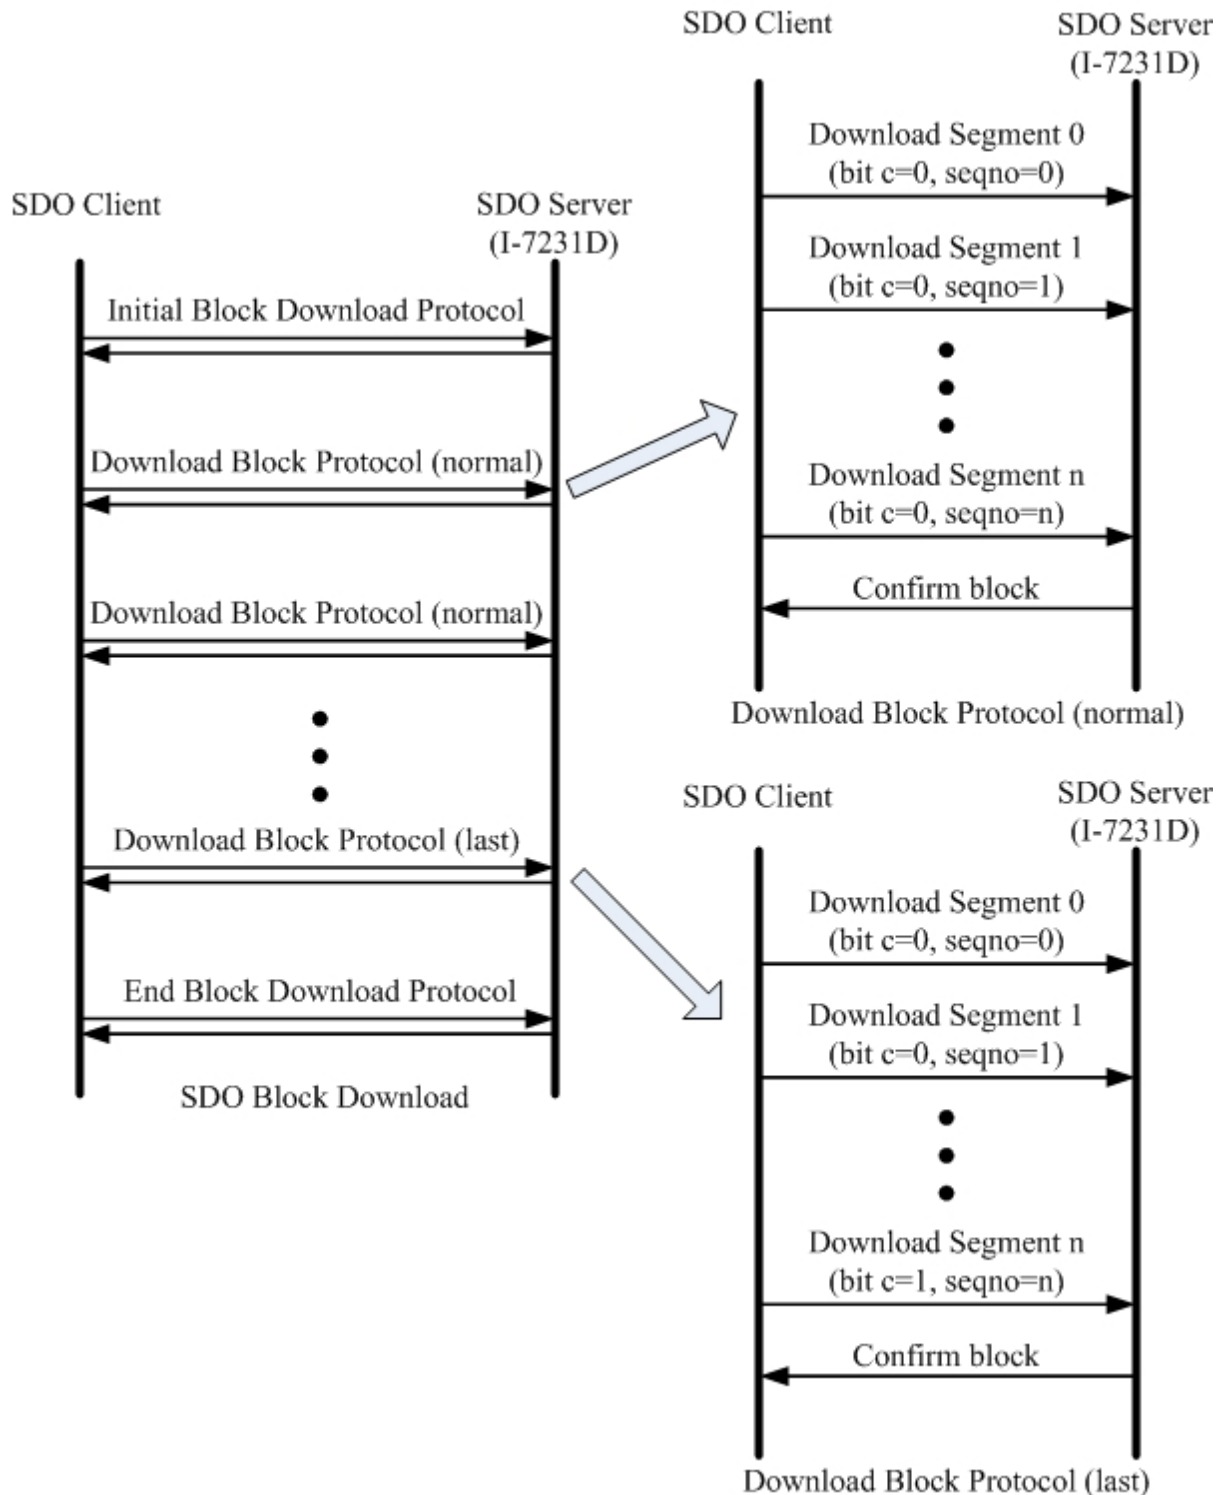 SDO Client
SDO Server
(I-7231D)
Initial Block Download Protocol
Download Block Protocol (normal)
Download Block Protocol (normal)
Download Block Protocol (last)
End Block Download Protocol
SDO Block Download
SDO Client
SDO Server
(I-7231D)
Download Segment 0
(bit c=0, seqno=0)
Download Segment 1
(bit c=0, seqno=1)
Download Segment n
(bit c=0, seqno=n)
Confirm block
Download Block Protocol (normal)
SDO Client
SDO Server
(I-7231D)
Download Segment 0
(bit c=0, seqno=0)
Download Segment 1
(bit c=0, seqno=1)
Download Segment n
(bit c=1, seqno=n)
Confirm block
Download Block Protocol (last)